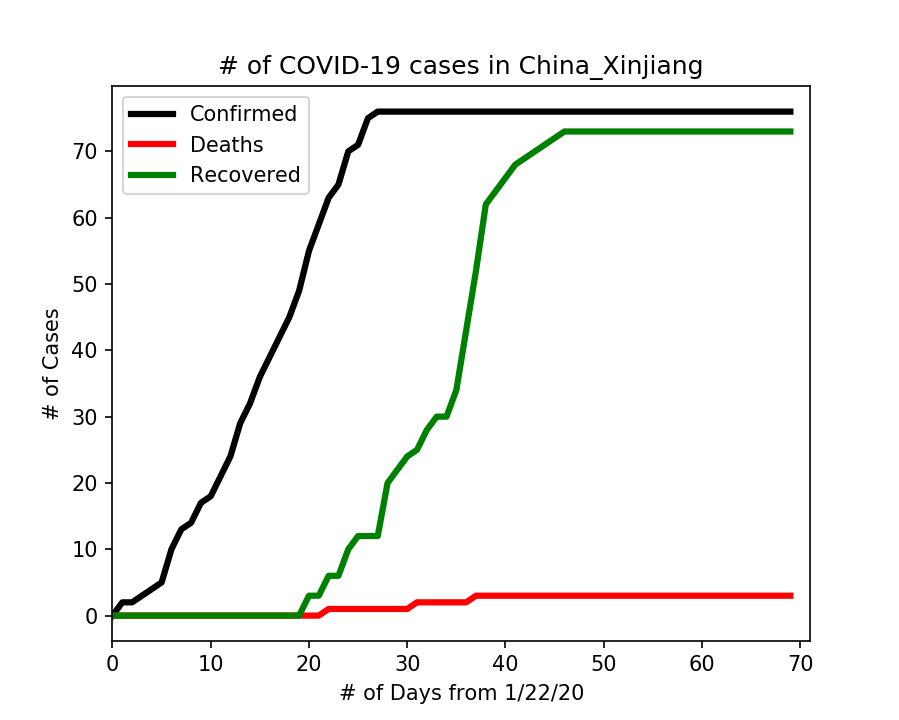 # of COVID-19 cases in China_Xinjiang
Confirmed
Deaths
Recovered
# of Cases
70
60
50
40
30
20
10
0
0 10 20 30 40 50 60 70
# of Days from 1/22/20